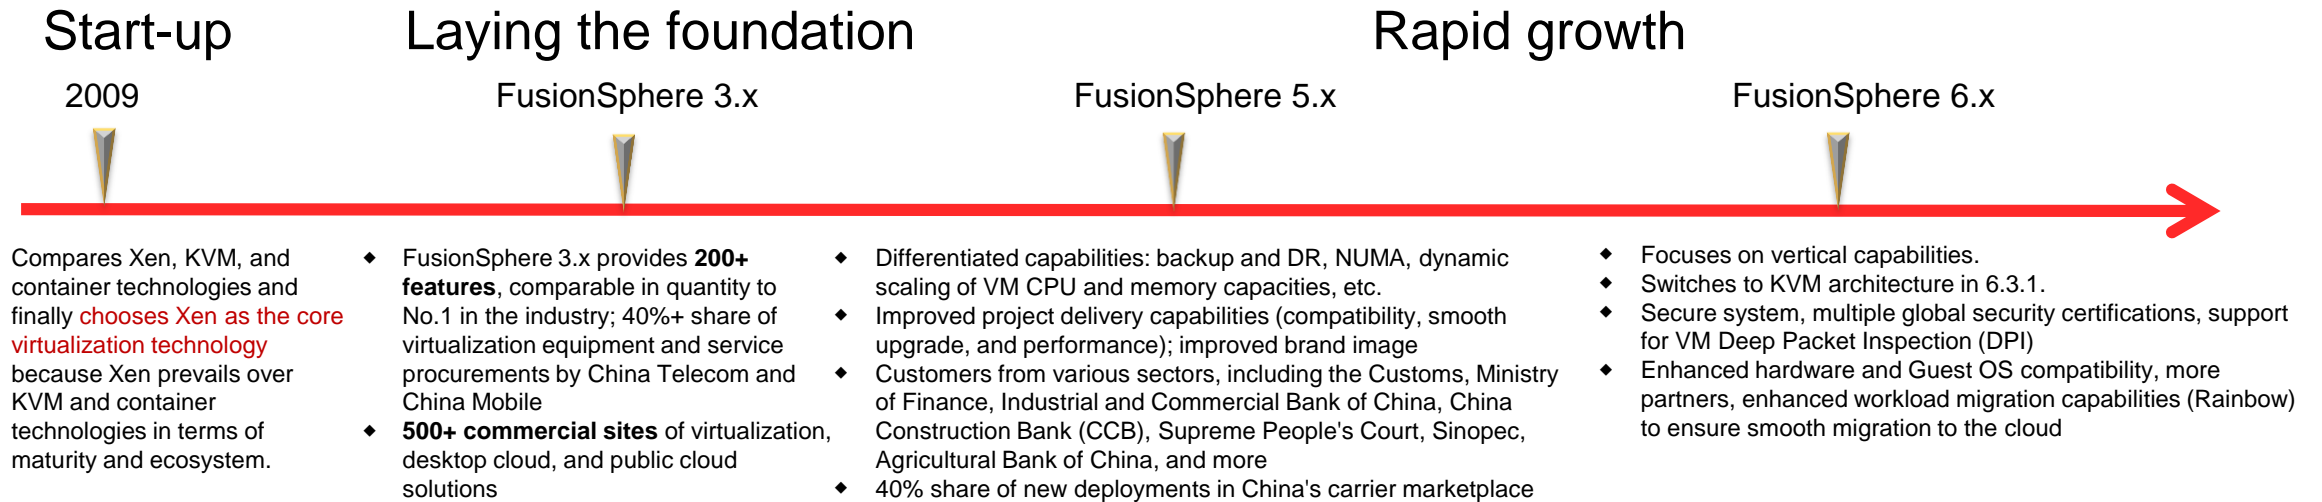 Start-up
Laying the foundation
Rapid growth
2009
FusionSphere 3.x
FusionSphere 5.x
FusionSphere 6.x
Compares Xen, KVM, and
container technologies and
finally chooses Xen as the core
virtualization technology
because Xen prevails over
KVM and container
technologies in terms of
maturity and ecosystem.
◆ FusionSphere 3.x provides 200+
features, comparable in quantity to
No.1 in the industry; 40%+ share of
virtualization equipment and service
procurements by China Telecom and
China Mobile
◆ 500+ commercial sites of virtualization,
desktop cloud, and public cloud
solutions
◆ Differentiated capabilities: backup and DR, NUMA, dynamic
scaling of VM CPU and memory capacities, etc.
◆ Improved project delivery capabilities (compatibility, smooth
upgrade, and performance); improved brand image
◆ Customers from various sectors, including the Customs, Ministry
of Finance, Industrial and Commercial Bank of China, China
Construction Bank (CCB), Supreme People's Court, Sinopec,
Agricultural Bank of China, and more
◆ 40% share of new deployments in China's carrier marketplace
◆ Focuses on vertical capabilities.
◆ Switches to KVM architecture in 6.3.1.
◆ Secure system, multiple global security certifications, support
for VM Deep Packet Inspection (DPI)
◆ Enhanced hardware and Guest OS compatibility, more
partners, enhanced workload migration capabilities (Rainbow)
to ensure smooth migration to the cloud